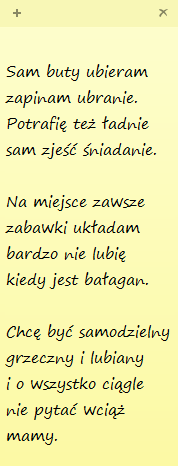 Sam buty ubieram
zapinam ubranie.
Potrafię też ładnie
sam zjeść śniadanie.

Na miejsce zawsze
zabawki układam
bardzo nie lubię
kiedy jest bałagan.

Chcę być samodzielny
grzeczny i lubiany
i o wszystko ciągle
nie pytać wciąż
mamy.